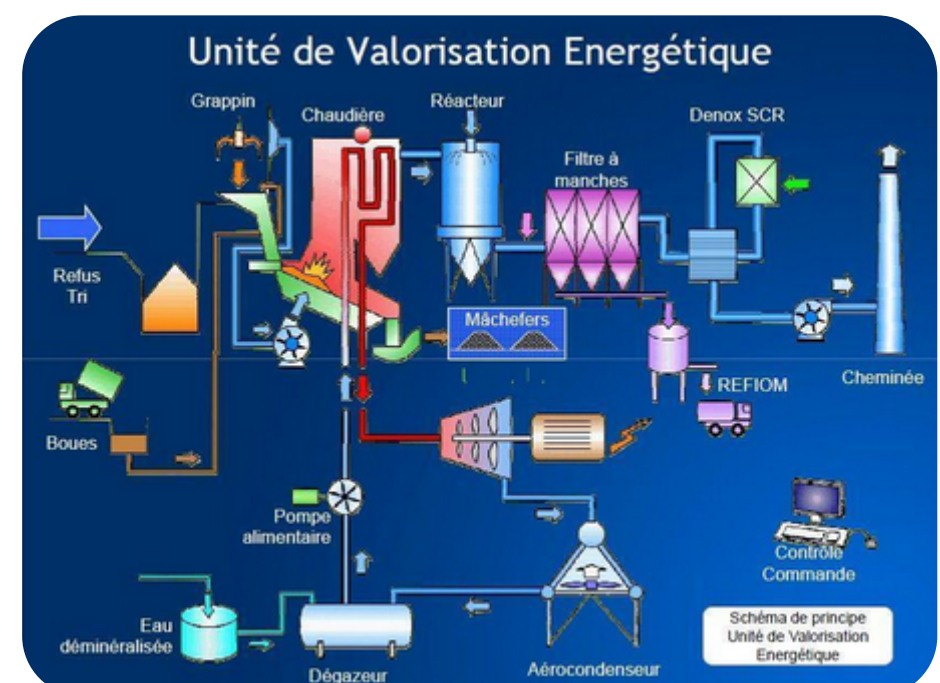 Unité de Valorisation Energétique
Grappin
Chaudière
Réacteur
Denox SCR
Filtre à
manches
Refus
Tri
Mâchefers
Cheminée
REFIOM
Boues
Pompe
alimentaire
Contrôle
Commande
Eau
déminéralisée
Dégazeur
Aérocondenseur
Schéma de principe
Unité de Valorisation
Energétique